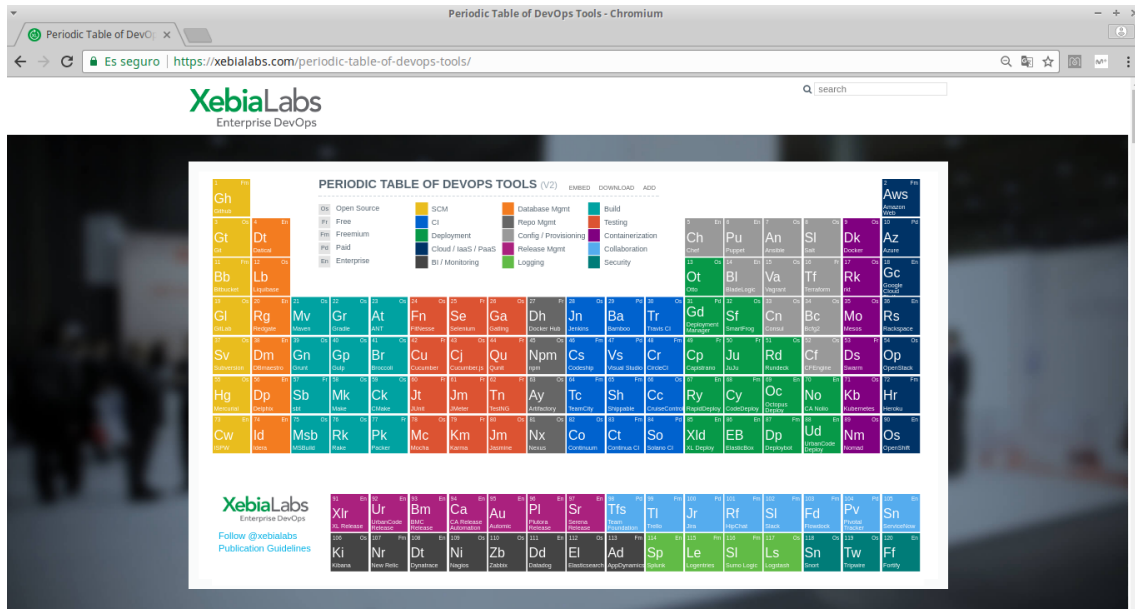 Periodic Table of DevOps Tools - Chromium
Periodic Table of DevO
Es seguro | https://xebialabs.com/periodic-table-of-devops-tools/
XebiaLabs
Enterprise DevOps
search
PERIODIC TABLE OF DEVOPS TOOLS (V2) EMBED DOWNLOAD ADD
Os Open Source
Fr Free
Fm Freemium
Pd Paid
En Enterprise
SCM
CI
Deployment
Cloud / IaaS / PaaS
BI / Monitoring
Database Mgmt
Repo Mgmt
Config / Provisioning
Release Mgmt
Logging
Build
Testing
Containerization
Collaboration
Security
Gh Aws
Github Amazon Web
Gt Dt Ch Pu An Sl Dk Az
Git Datical Chef Puppet Ansible Salt Docker Azure
Bb Lb Ot Bl Va Tf Rk Gc
Bitbucket Liquibase Otto BladeLogic Vagrant Terraform rkt Google Cloud
Gl Rg Mv Gr At Fn Se Ga Dh Jn Ba Tr Gd Sf Cn Bc Mo Rs
GitLab Redgate Maven Gradle ANT FitNesse Selenium Gatling Docker Hub Jenkins Bamboo Travis CI Deployment Manager SmartFrog Consul Bcfg2 Mesos Rackspace
Sv Dm Gn Gp Br Cu Cj Qu Npm Cs Vs Cr Cp Ju Rd Cf Ds Op
Subversion DBmaestro Grunt Gulp Broccoli Cucumber Cucumber.js Qunit npm Codeship Visual Studio CircleCI Capistrano JuJu Rundeck CFEngine Swarm OpenStack
Hg Dp Sb Mk Ck Jt Jm Tn Ay Tc Sh Cc Ry Cy Oc No Kb Hr
Mercurial Delphix sbt Make CMake JUnit JMeter TestNG Artifactory TeamCity Shippable CruiseControl RapidDeploy CodeDeploy Octopus Deploy CA Nolio Kubernetes Heroku
Cw Id Msb Rk Pk Mc Km Jm Nx Co Ct So Xld EB Dp Ud Nm Os
ISPW Idera MSBuild Rake Packer Mocha Karma Jasmine Nexus Continuum Continua CI Solano CI XL Deploy ElasticBox Deploybot UrbanCode Deploy Nomad OpenShift
XebiaLabs
Enterprise DevOps
Follow @xebialabs
Publication Guidelines
Xlr Ur Bm Ca Au Pl Sr Tfs Tl Jr Rf Sl Fd Pv Sn
XL Release UrbanCode Release BMC Release CA Release Automation Automic Plutora Release Serena Release Team Foundation Trello Jira HipChat Slack Flowdock Pivotal Tracker ServiceNow
Ki Nr Dt Ni Zb Dd El Ad Sp Le Sl Ls Sn Tw Ff
Kibana New Relic Dynatrace Nagios Zabbix Datadog Elasticsearch AppDynamics Splunk Logentries Sumo Logic Logstash Snort Tripwire Fortify